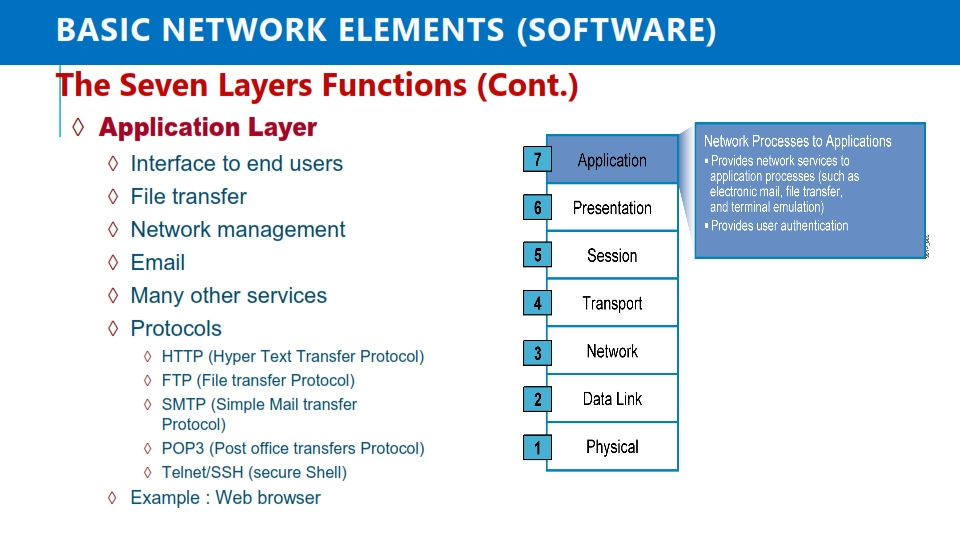 BASIC NETWORK ELEMENTS (SOFTWARE)
The Seven Layers Functions (Cont.)
◊ Application Layer
◊ Interface to end users
◊ File transfer
◊ Network management
◊ Email
◊ Many other services
◊ Protocols
◊ HTTP (Hyper Text Transfer Protocol)
◊ FTP (File transfer Protocol)
◊ SMTP (Simple Mail transfer
Protocol)
◊ POP3 (Post office transfers Protocol)
◊ Telnet/SSH (secure Shell)
◊ Example : Web browser
7 Application
6 Presentation
5 Session
4 Transport
3 Network
2 Data Link
1 Physical
Network Processes to Applications
▪ Provides network services to
application processes (such as
electronic mail, file transfer,
and terminal emulation)
▪ Provides user authentication